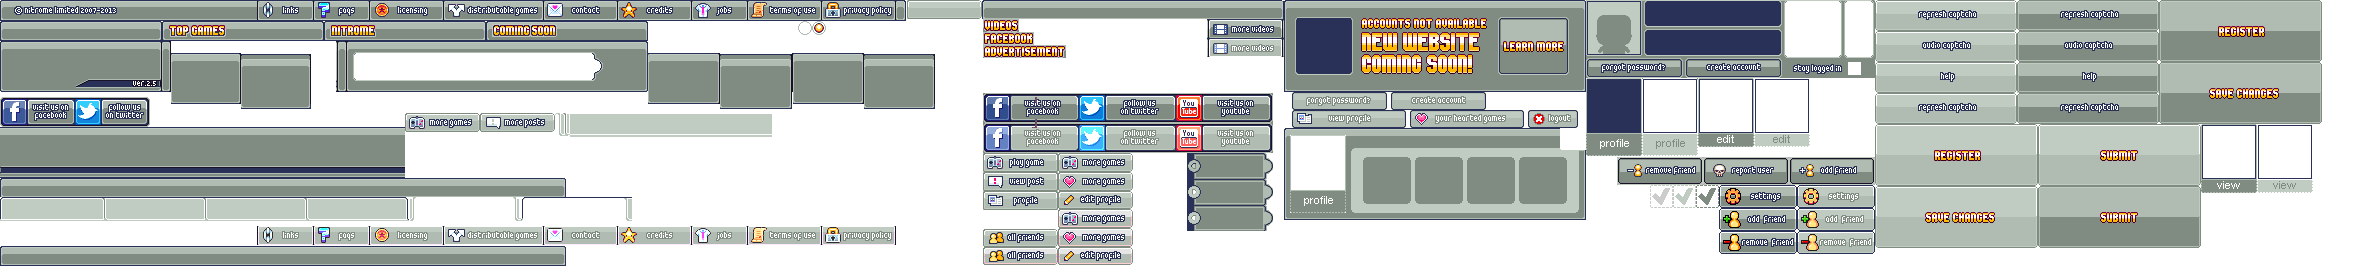 © nitrome limited 2007-2013
links
faqs
licensing
distributable games
contact
credits
jobs
terms of use
privacy policy
TOP GAMES
NITROME
COMING SOON
ver.2.5
visit us on
facebook
follow us
on twitter
more games
more posts
links
faqs
licensing
distributable games
contact
credits
jobs
terms of use
privacy policy
VIDEOS
FACEBOOK
ADVERTISEMENT
more videos
more videos
visit us on
facebook
follow us
on twitter
You
Tube
visit us on
youtube
visit us on
facebook
follow us
on twitter
You
Tube
visit us on
youtube
play game
more games
view post
more games
profile
edit profile
more games
all friends
more games
all friends
edit profile
ACCOUNTS NOT AVAILABLE
NEW WEBSITE
COMING SOON!
LEARN MORE
forgot password?
create account
view profile
your hearted games
logout
profile
forgot password?
create account
stay logged in
profile
profile
edit
edit
remove friend
report user
add friend
settings
settings
add friend
add friend
remove friend
remove friend
refresh captcha
refresh captcha
audio captcha
audio captcha
help
help
refresh captcha
refresh captcha
REGISTER
SAVE CHANGES
REGISTER
SUBMIT
SAVE CHANGES
SUBMIT
view
view